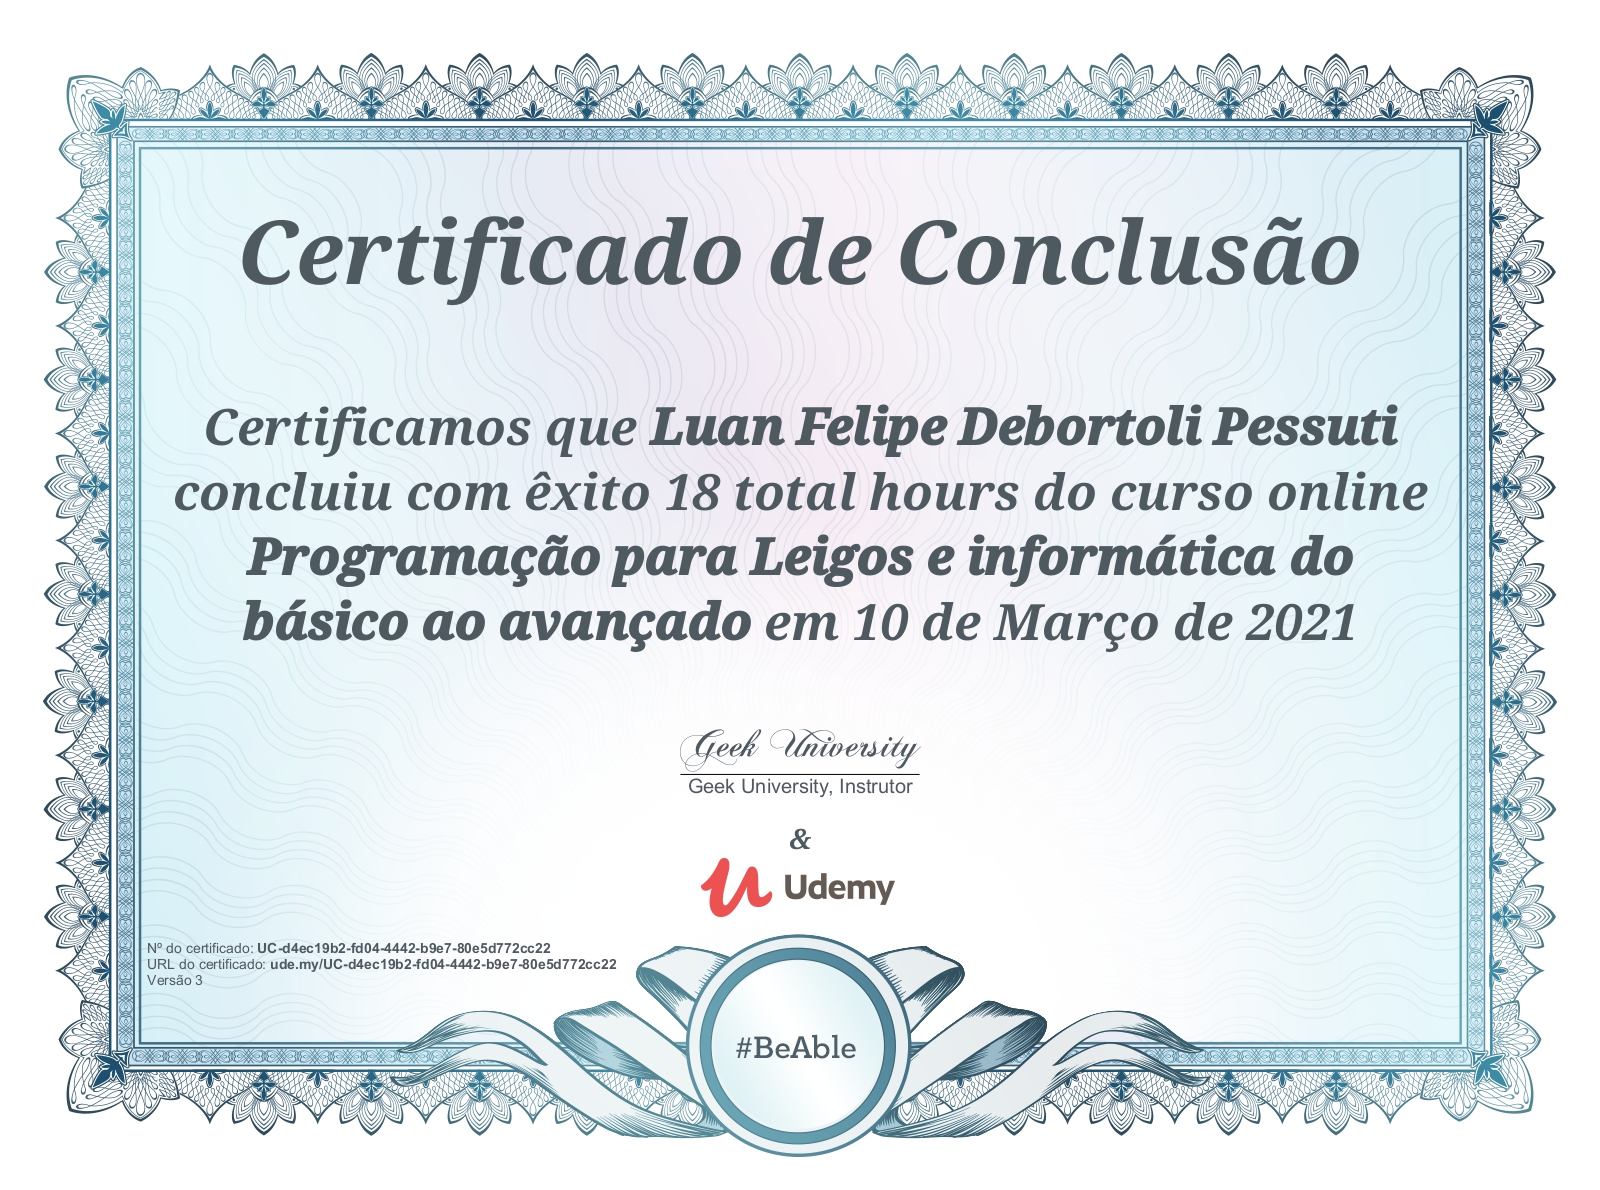 Certificado de Conclusão
Certificamos que Luan Felipe Debortoli Pessuti
concluiu com êxito 18 total hours do curso online
Programação para Leigos e informática do
básico ao avançado em 10 de Março de 2021
Geek University
Geek University, Instrutor
&
Udemy
Nº do certificado: UC-d4ec19b2-fd04-4442-b9e7-80e5d772cc22
URL do certificado: ude.my/UC-d4ec19b2-fd04-4442-b9e7-80e5d772cc22
Versão 3
#BeAble